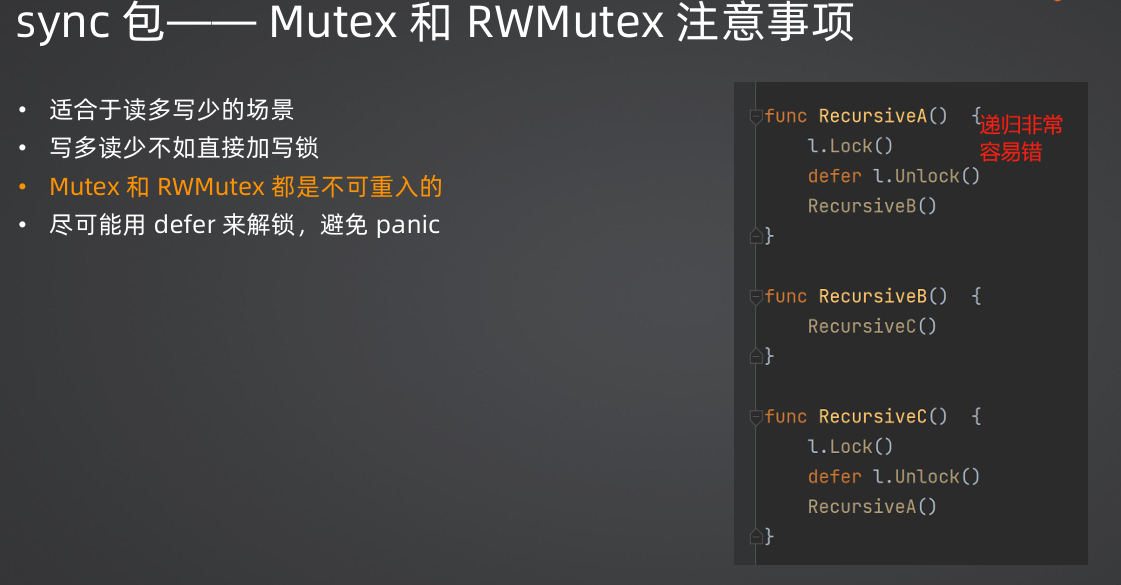 sync 包—— Mutex 和 RWMutex 注意事项
• 适合于读多写少的场景
• 写多读少不如直接加写锁
• Mutex 和 RWMutex 都是不可重入的
• 尽可能用 defer 来解锁，避免 panic
func RecursiveA() {
l.Lock()
defer l.Unlock()
RecursiveB()
}
递归非常
容易错
func RecursiveB() {
RecursiveC()
}
func RecursiveC() {
l.Lock()
defer l.Unlock()
RecursiveA()
}